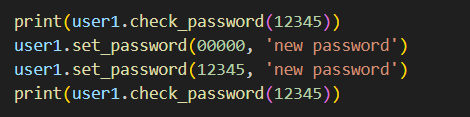 print(user1.check_password(12345))
user1.set_password(00000, 'new password')
user1.set_password(12345, 'new password')
print(user1.check_password(12345))